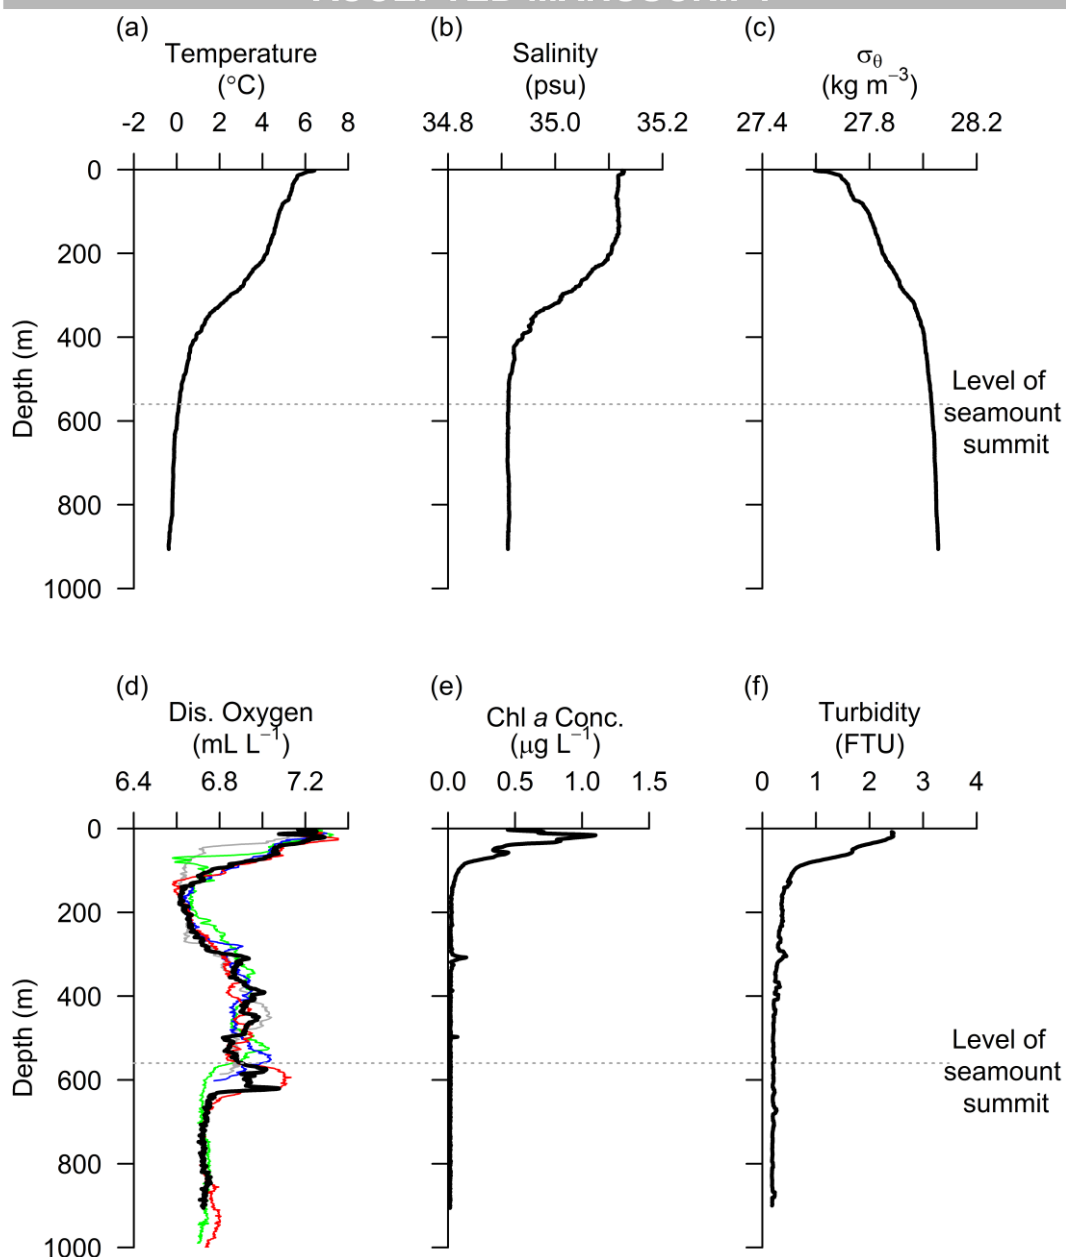 ACCEPTED MANUSCRIPT
(a)
Temperature
(°C)
-2 0 2 4 6 8
(b)
Salinity
(psu)
34.8 35.0 35.2
(c)
σθ
(kg m−3)
27.4 27.8 28.2
0
200
400
600
800
1000
Depth (m)
Level of
seamount
summit
(d)
Dis. Oxygen
(mL L−1)
6.4 6.8 7.2
(e)
Chl a Conc.
(μg L−1)
0.0 0.5 1.0 1.5
(f)
Turbidity
(FTU)
0 1 2 3 4
0
200
400
600
800
1000
Depth (m)
Level of
seamount
summit